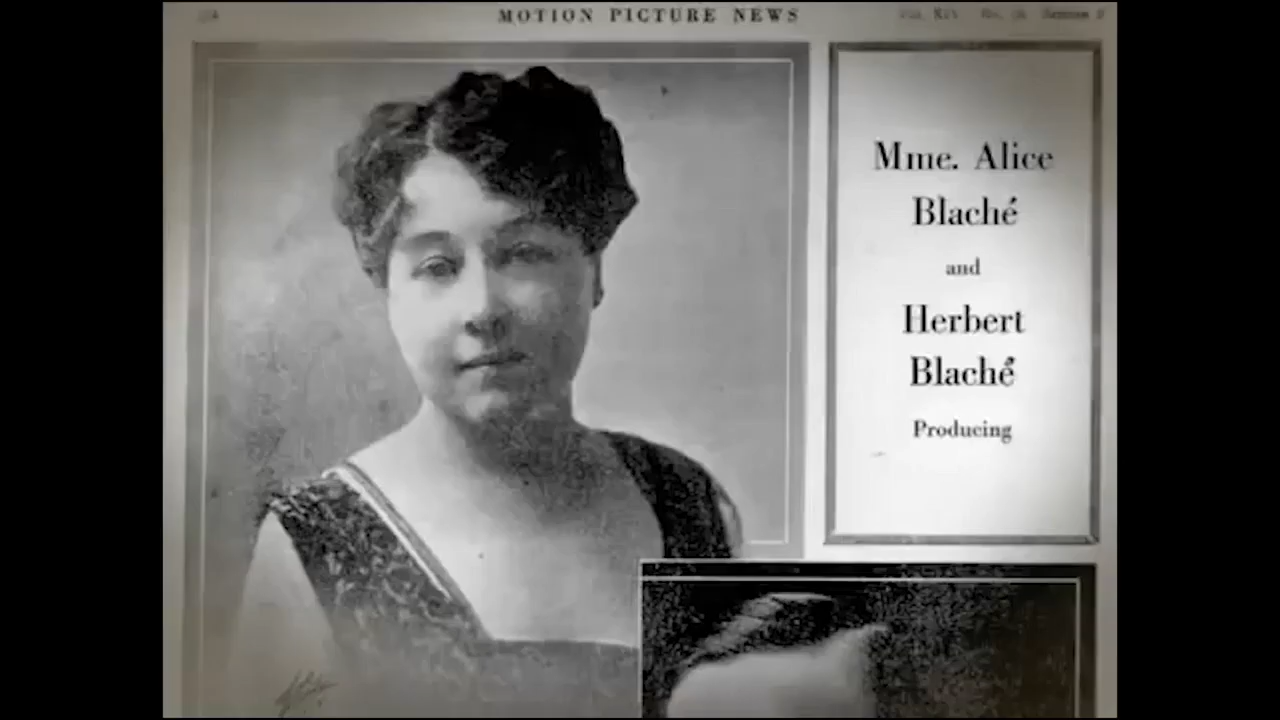 MOTION PICTURE NEWS
Mme. Alice
Blaché
and
Herbert
Blaché
Producing